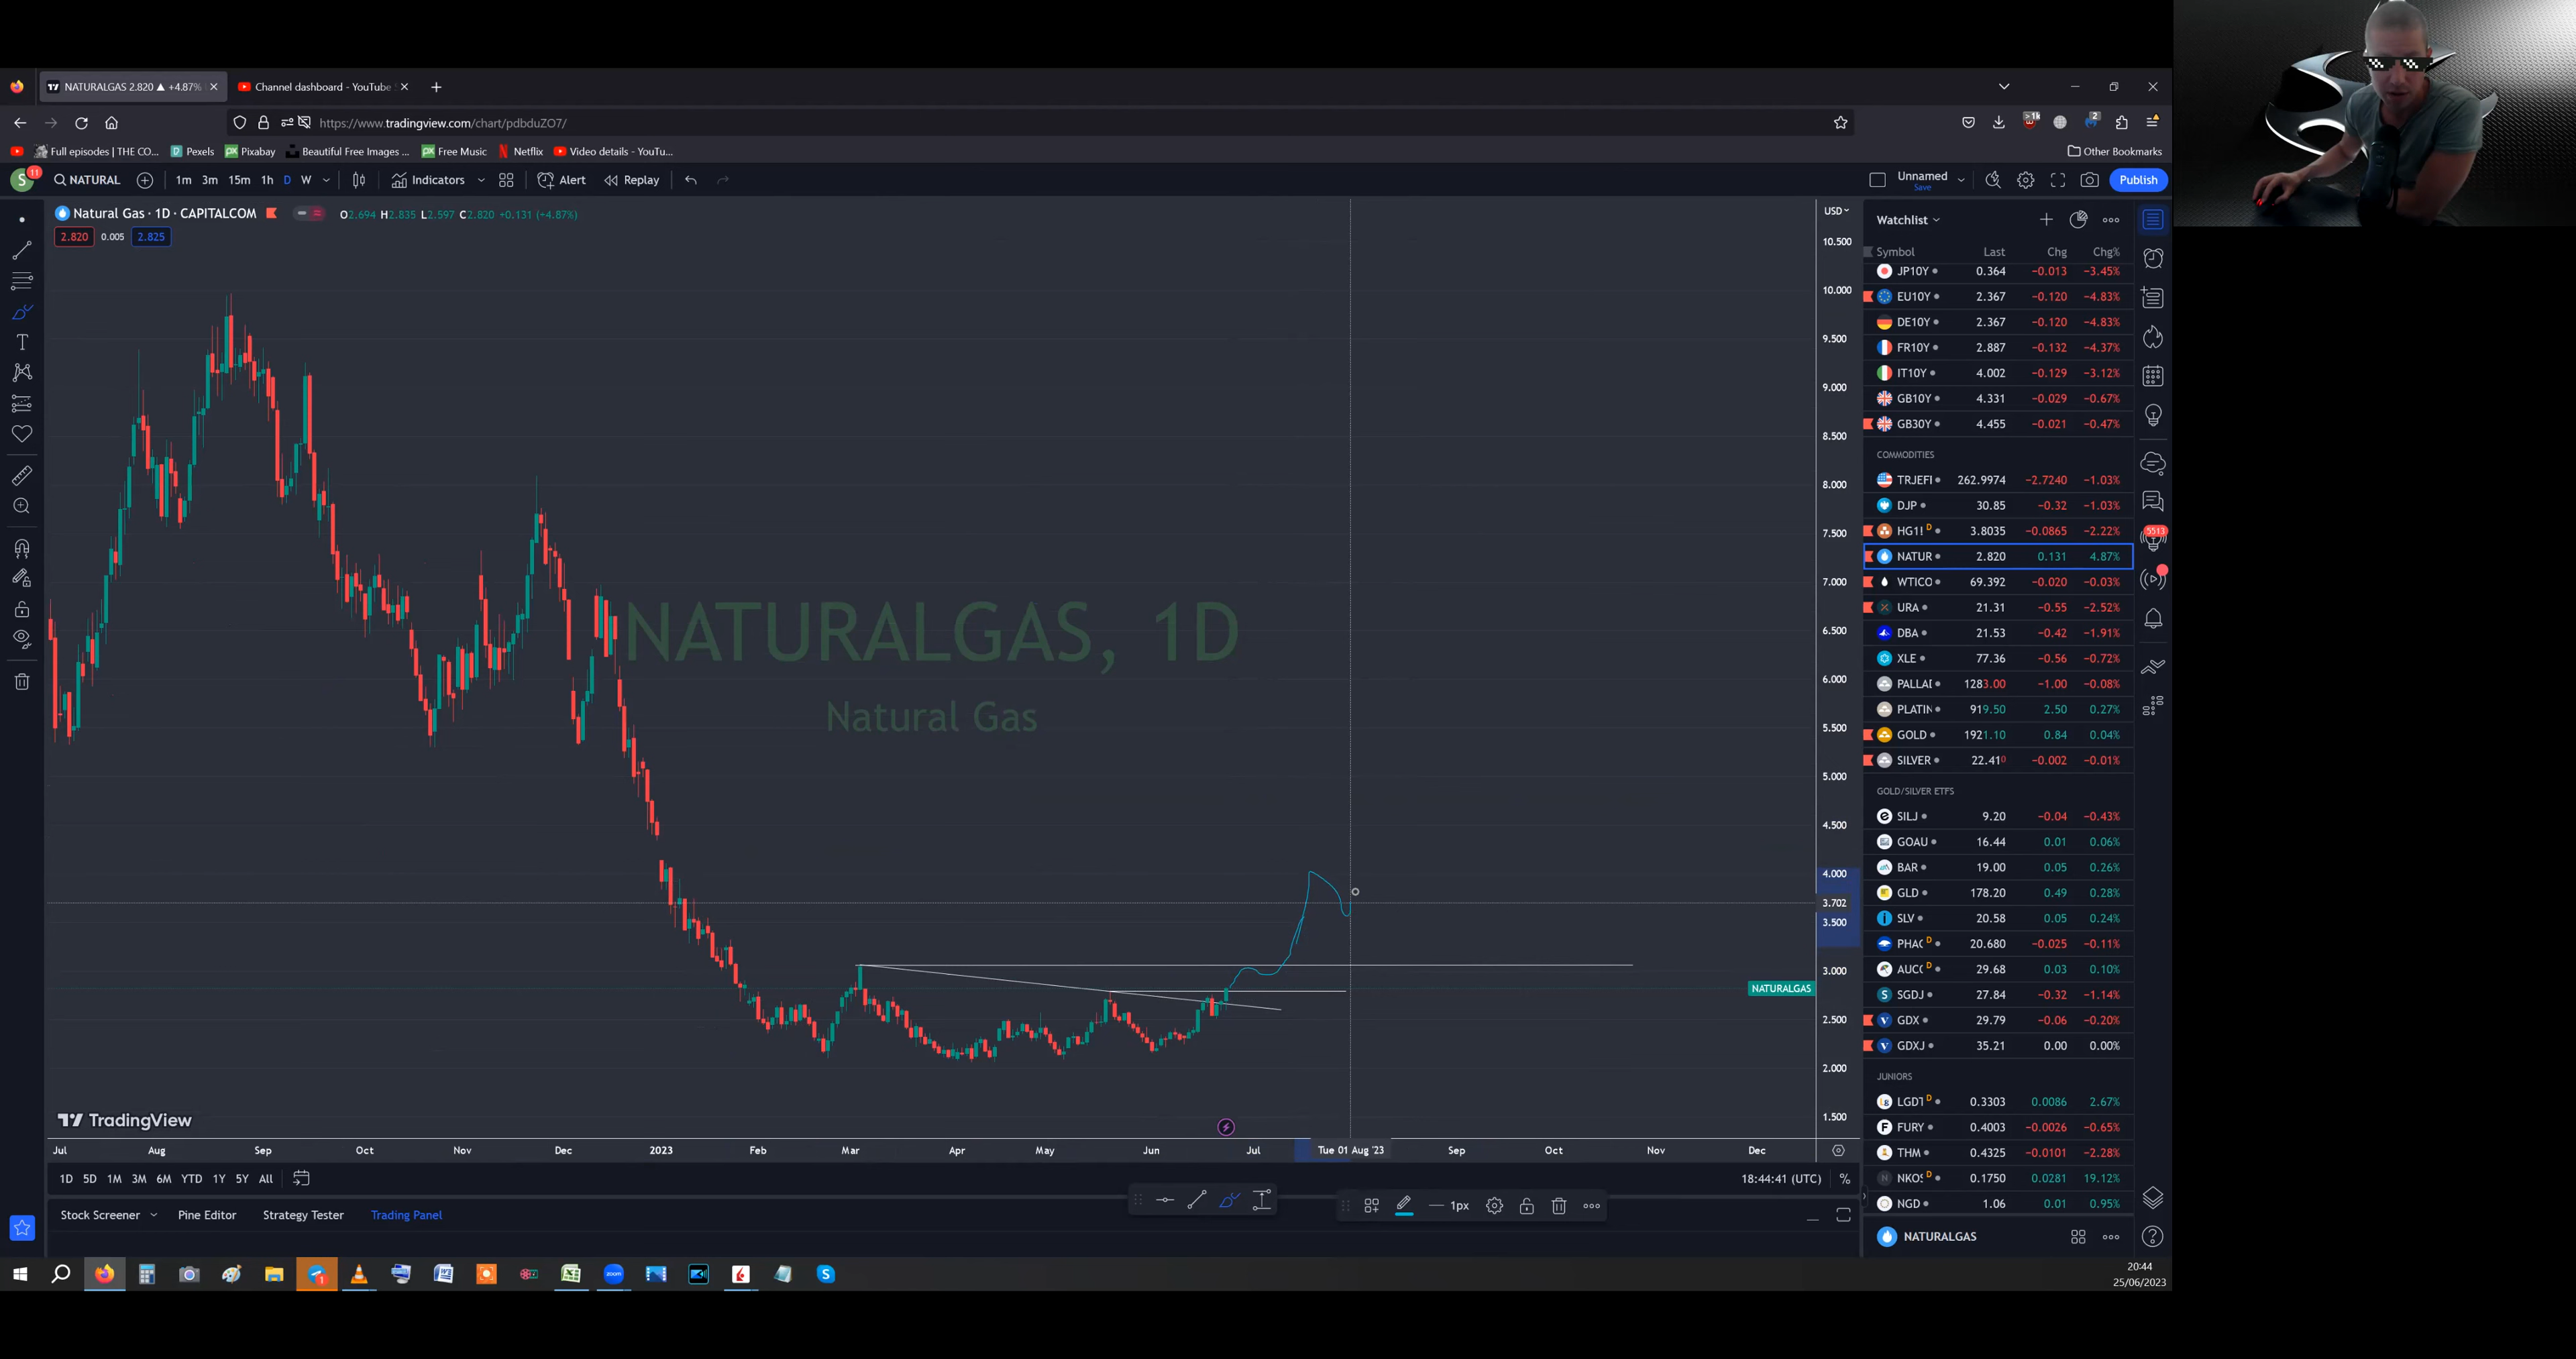 NATURALGAS 2.820 ▲ +4.87%
Channel dashboard - YouTube
https://www.tradingview.com/chart/pdbduZO7/
>1k
2
Full episodes | THE CO...
Pexels
Pixabay
Beautiful Free Images ...
Free Music
Netflix
Video details - YouTu...
Other Bookmarks
S 11
NATURAL
1m 3m 15m 1h D W
Indicators
Alert
Replay
Unnamed
Save
Publish
Natural Gas · 1D · CAPITALCOM
O2.694 H2.835 L2.597 C2.820 +0.131 (+4.87%)
2.820 0.005 2.825
USD
10.500
10.000
9.500
9.000
8.500
8.000
7.500
7.000
6.500
6.000
5.500
5.000
4.500
4.000
3.702
3.500
3.000
2.500
2.000
1.500
NATURALGAS, 1D
Natural Gas
NATURALGAS
TradingView
Jul Aug Sep Oct Nov Dec 2023 Feb Mar Apr May Jun Jul Tue 01 Aug '23 Sep Oct Nov Dec
1D 5D 1M 3M 6M YTD 1Y 5Y All
18:44:41 (UTC) %
1px
Stock Screener
Pine Editor
Strategy Tester
Trading Panel
Watchlist
Symbol Last Chg Chg%
JP10Y 0.364 −0.013 −3.45%
EU10Y 2.367 −0.120 −4.83%
DE10Y 2.367 −0.120 −4.83%
FR10Y 2.887 −0.132 −4.37%
IT10Y 4.002 −0.129 −3.12%
GB10Y 4.331 −0.029 −0.67%
GB30Y 4.455 −0.021 −0.47%
COMMODITIES
TRJEFI 262.9974 −2.7240 −1.03%
DJP 30.85 −0.32 −1.03%
HG1! D 3.8035 −0.0865 −2.22%
NATUR 2.820 0.131 4.87%
WTICO 69.392 −0.020 −0.03%
URA 21.31 −0.55 −2.52%
DBA 21.53 −0.42 −1.91%
XLE 77.36 −0.56 −0.72%
PALLAI 1283.00 −1.00 −0.08%
PLATIN 919.50 2.50 0.27%
GOLD 1921.10 0.84 0.04%
SILVER 22.410 −0.002 −0.01%
GOLD/SILVER ETFS
SILJ 9.20 −0.04 −0.43%
GOAU 16.44 0.01 0.06%
BAR 19.00 0.05 0.26%
GLD 178.20 0.49 0.28%
SLV 20.58 0.05 0.24%
PHAG D 20.680 −0.025 −0.11%
AUCO D 29.68 0.03 0.10%
SGDJ 27.84 −0.32 −1.14%
GDX 29.79 −0.06 −0.20%
GDXJ 35.21 0.00 0.00%
JUNIORS
LGDT D 0.3303 0.0086 2.67%
FURY 0.4003 −0.0026 −0.65%
THM 0.4325 −0.0101 −2.28%
NKOS D 0.1750 0.0281 19.12%
NGD 1.06 0.01 0.95%
NATURALGAS
5513
zoom
20:44
25/06/2023